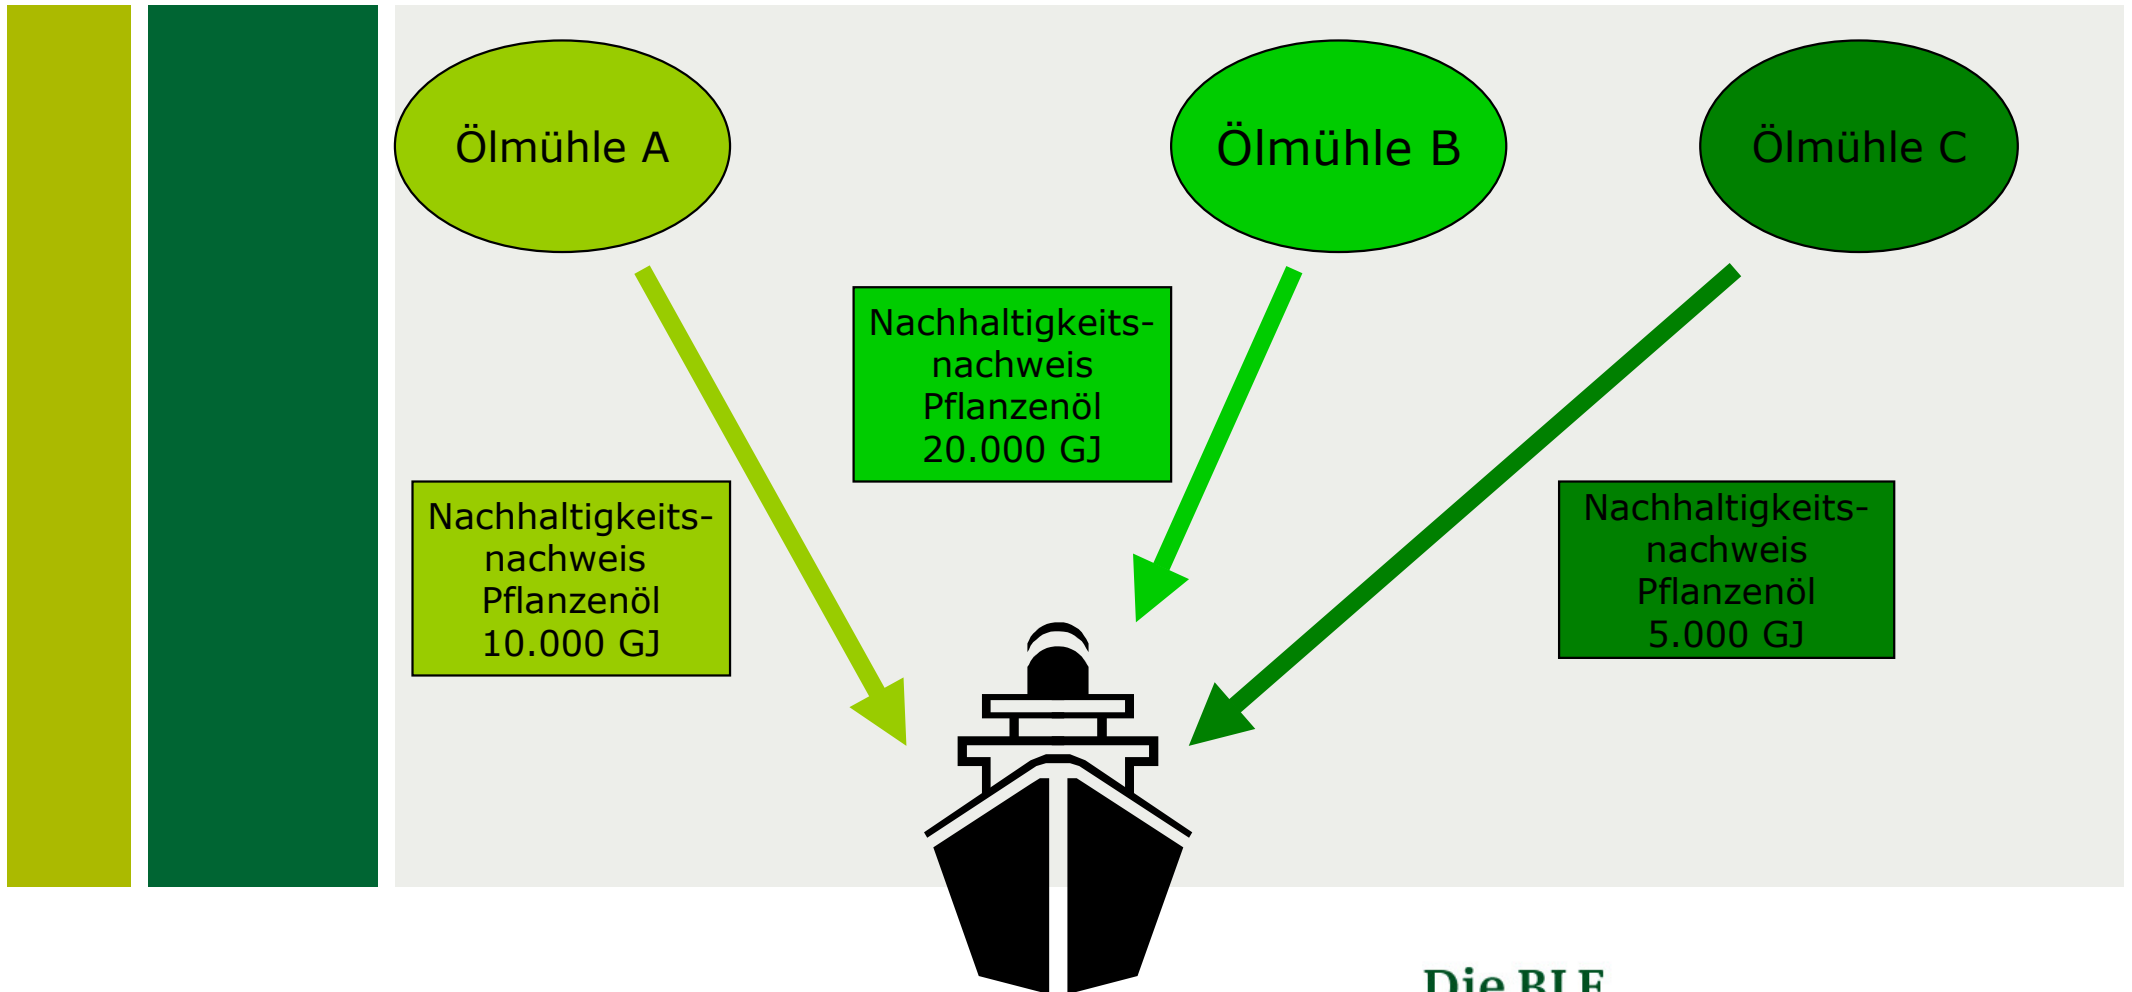 Ölmühle A
Ölmühle B
Ölmühle C
Nachhaltigkeits-
nachweis
Pflanzenöl
20.000 GJ
Nachhaltigkeits-
nachweis
Pflanzenöl
10.000 GJ
Nachhaltigkeits-
nachweis
Pflanzenöl
5.000 GJ
Die BLE